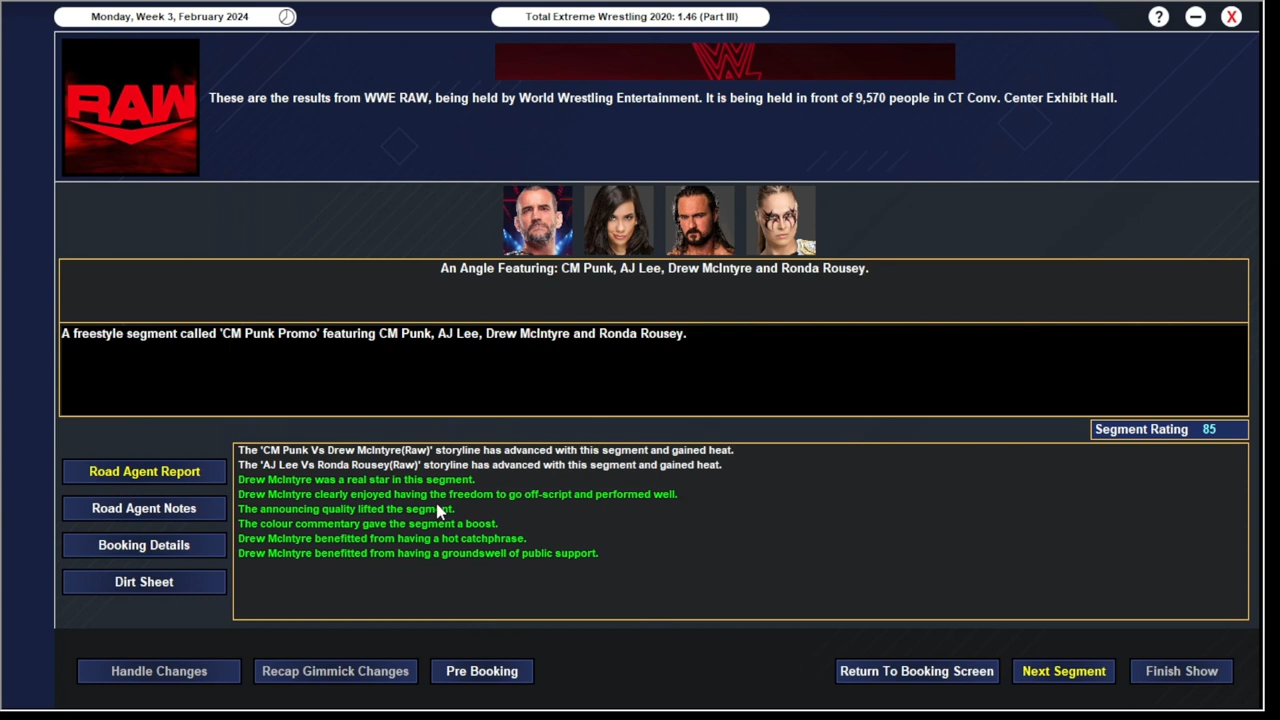 Monday, Week 3, February 2024
Total Extreme Wrestling 2020: 1.46 (Part III)
?
X
RAW
These are the results from WWE RAW, being held by World Wrestling Entertainment. It is being held in front of 9,570 people in CT Conv. Center Exhibit Hall.
An Angle Featuring: CM Punk, AJ Lee, Drew McIntyre and Ronda Rousey.
A freestyle segment called 'CM Punk Promo' featuring CM Punk, AJ Lee, Drew McIntyre and Ronda Rousey.
Segment Rating 85
Road Agent Report
Road Agent Notes
Booking Details
Dirt Sheet
The 'CM Punk Vs Drew McIntyre(Raw)' storyline has advanced with this segment and gained heat.
The 'AJ Lee Vs Ronda Rousey(Raw)' storyline has advanced with this segment and gained heat.
Drew McIntyre was a real star in this segment.
Drew McIntyre clearly enjoyed having the freedom to go off-script and performed well.
The announcing quality lifted the segment.
The colour commentary gave the segment a boost.
Drew McIntyre benefitted from having a hot catchphrase.
Drew McIntyre benefitted from having a groundswell of public support.
Handle Changes
Recap Gimmick Changes
Pre Booking
Return To Booking Screen
Next Segment
Finish Show